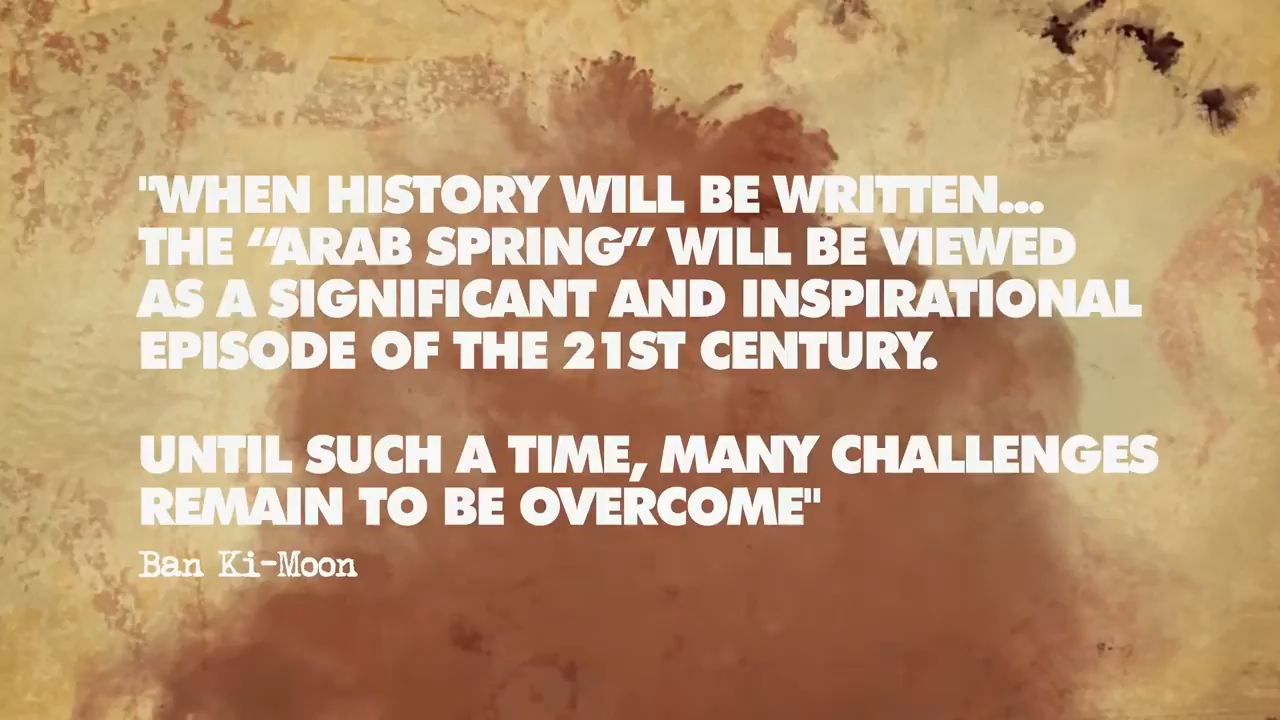 "WHEN HISTORY WILL BE WRITTEN...
THE “ARAB SPRING” WILL BE VIEWED
AS A SIGNIFICANT AND INSPIRATIONAL
EPISODE OF THE 21ST CENTURY.
UNTIL SUCH A TIME, MANY CHALLENGES
REMAIN TO BE OVERCOME"
Ban Ki-Moon